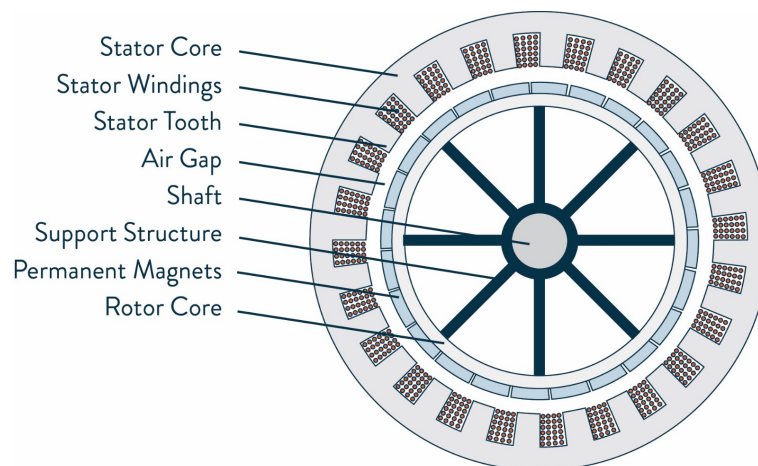 Stator Core
Stator Windings
Stator Tooth
Air Gap
Shaft
Support Structure
Permanent Magnets
Rotor Core